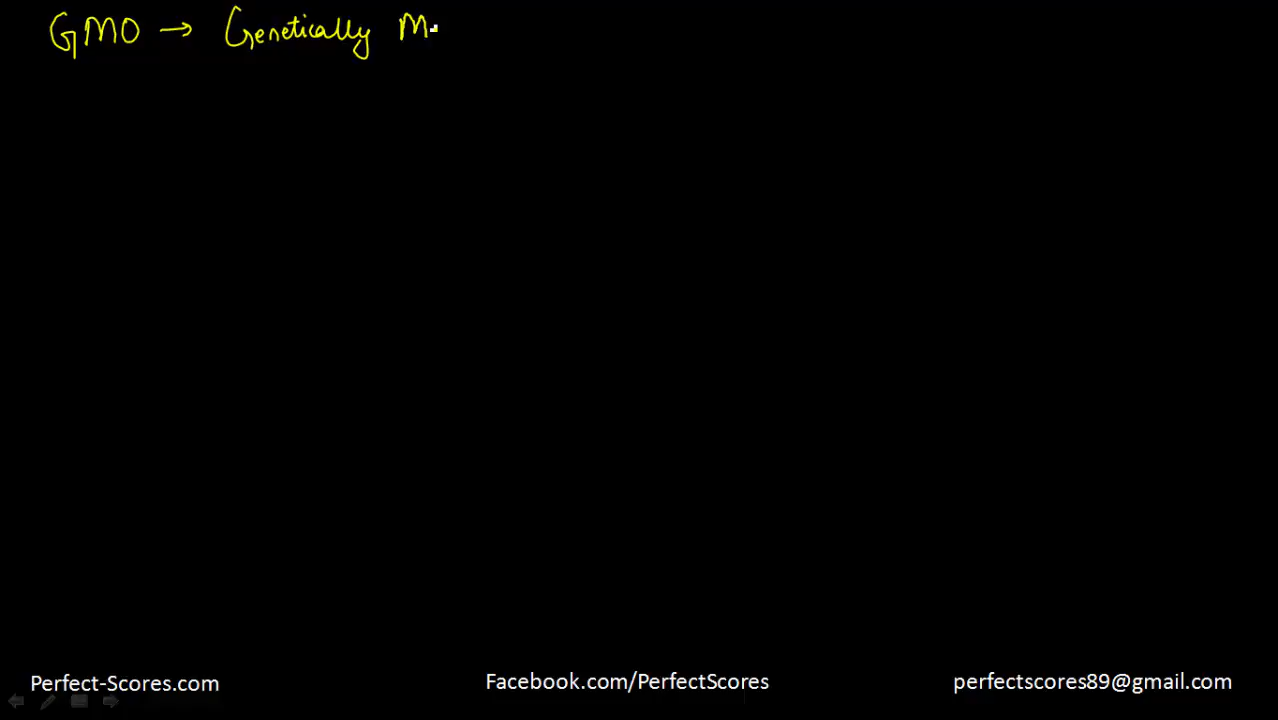 GMO → Genetically M
Perfect-Scores.com
Facebook.com/PerfectScores
perfectscores89@gmail.com